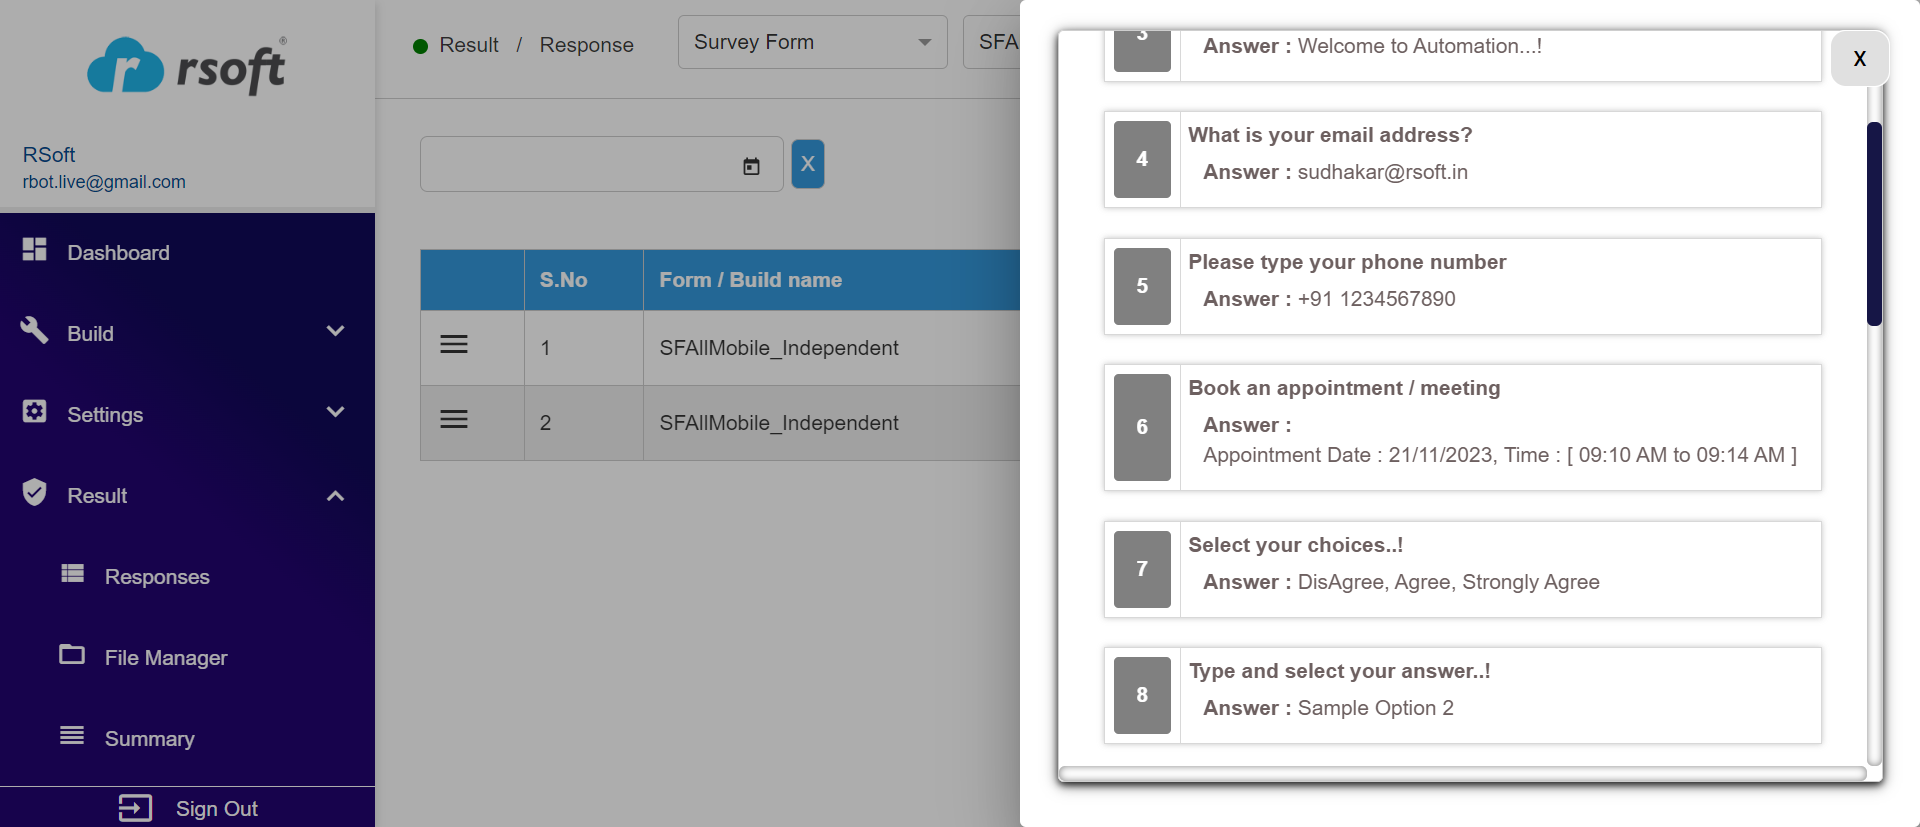 rsoft®
RSoft
rbot.live@gmail.com
Dashboard
Build
Settings
Result
Responses
File Manager
Summary
Sign Out
Result / Response
Survey Form
SFA
X
S.No Form / Build name
1 SFAllMobile_Independent
2 SFAllMobile_Independent
X
3
Answer : Welcome to Automation...!
4
What is your email address?
Answer : sudhakar@rsoft.in
5
Please type your phone number
Answer : +91 1234567890
6
Book an appointment / meeting
Answer :
Appointment Date : 21/11/2023, Time : [ 09:10 AM to 09:14 AM ]
7
Select your choices..!
Answer : DisAgree, Agree, Strongly Agree
8
Type and select your answer..!
Answer : Sample Option 2